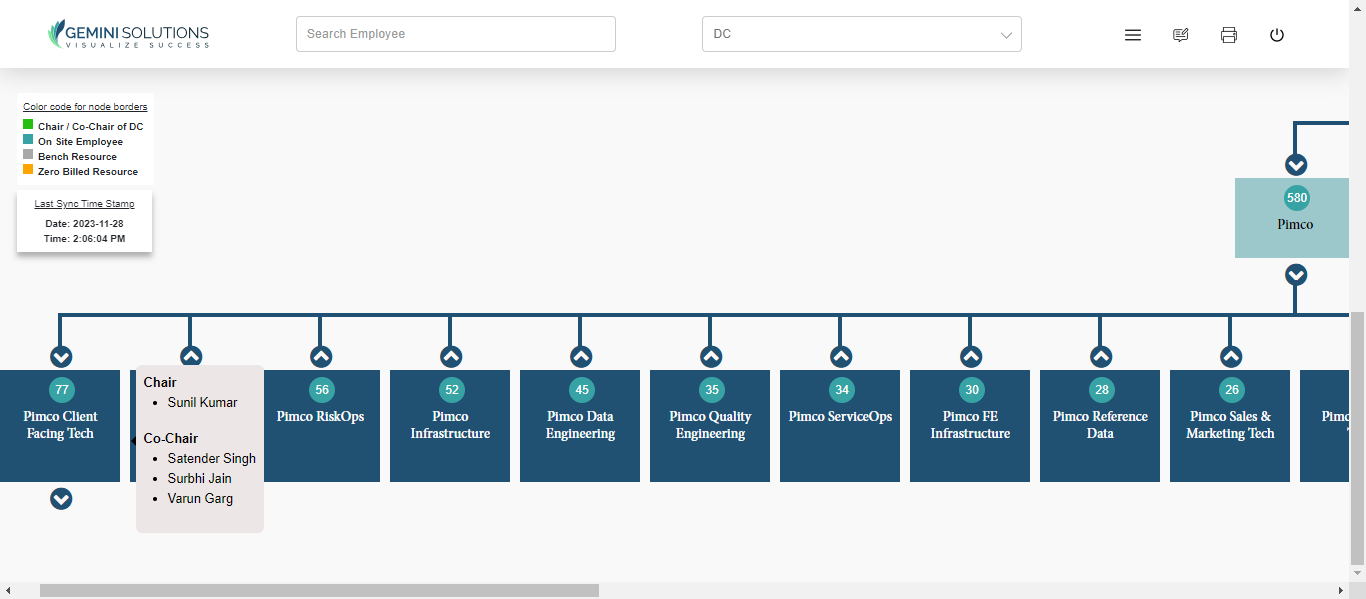 GEMINI SOLUTIONS
VISUALIZE SUCCESS
Search Employee
DC
Color code for node borders
Chair / Co-Chair of DC
On Site Employee
Bench Resource
Zero Billed Resource
Last Sync Time Stamp
Date: 2023-11-28
Time: 2:06:04 PM
580
Pimco
77
Pimco Client
Facing Tech
Chair
Sunil Kumar
Co-Chair
Satender Singh
Surbhi Jain
Varun Garg
56
Pimco RiskOps
52
Pimco
Infrastructure
45
Pimco Data
Engineering
35
Pimco Quality
Engineering
34
Pimco ServiceOps
30
Pimco FE
Infrastructure
28
Pimco Reference
Data
26
Pimco Sales &
Marketing Tech